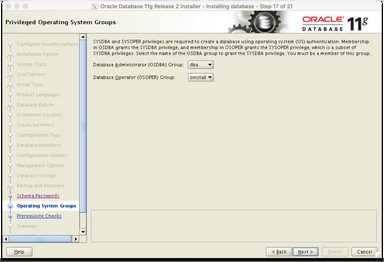 Oracle Database 11g Release 2 Installer - Installing database - Step 17 of 21
Privileged Operating System Groups
ORACLE
DATABASE 11g
SYSDBA and SYSOPER privileges are required to create a database using operating system (OS) authentication. Membership
in OSDBA grants the SYSDBA privilege, and membership in OSOPER grants the SYSOPER privilege, which is a subset
of SYSDBA privileges. Select the name of the OSDBA group to grant the SYSDBA privilege. You must be a member of this group.
Database Administrator (OSDBA) Group: dba
Database Operator (OSOPER) Group: oinstall
Configure Security Updates
Installation Option
System Class
Grid Options
Install Type
Product Languages
Database Edition
Installation Location
Create Inventory
Configuration Type
Database Identifiers
Configuration Options
Management Options
Database Storage
Backup and Recovery
Schema Passwords
Operating System Groups
Prerequisite Checks
Summary
Help
< Back
Next >
Finish
Cancel